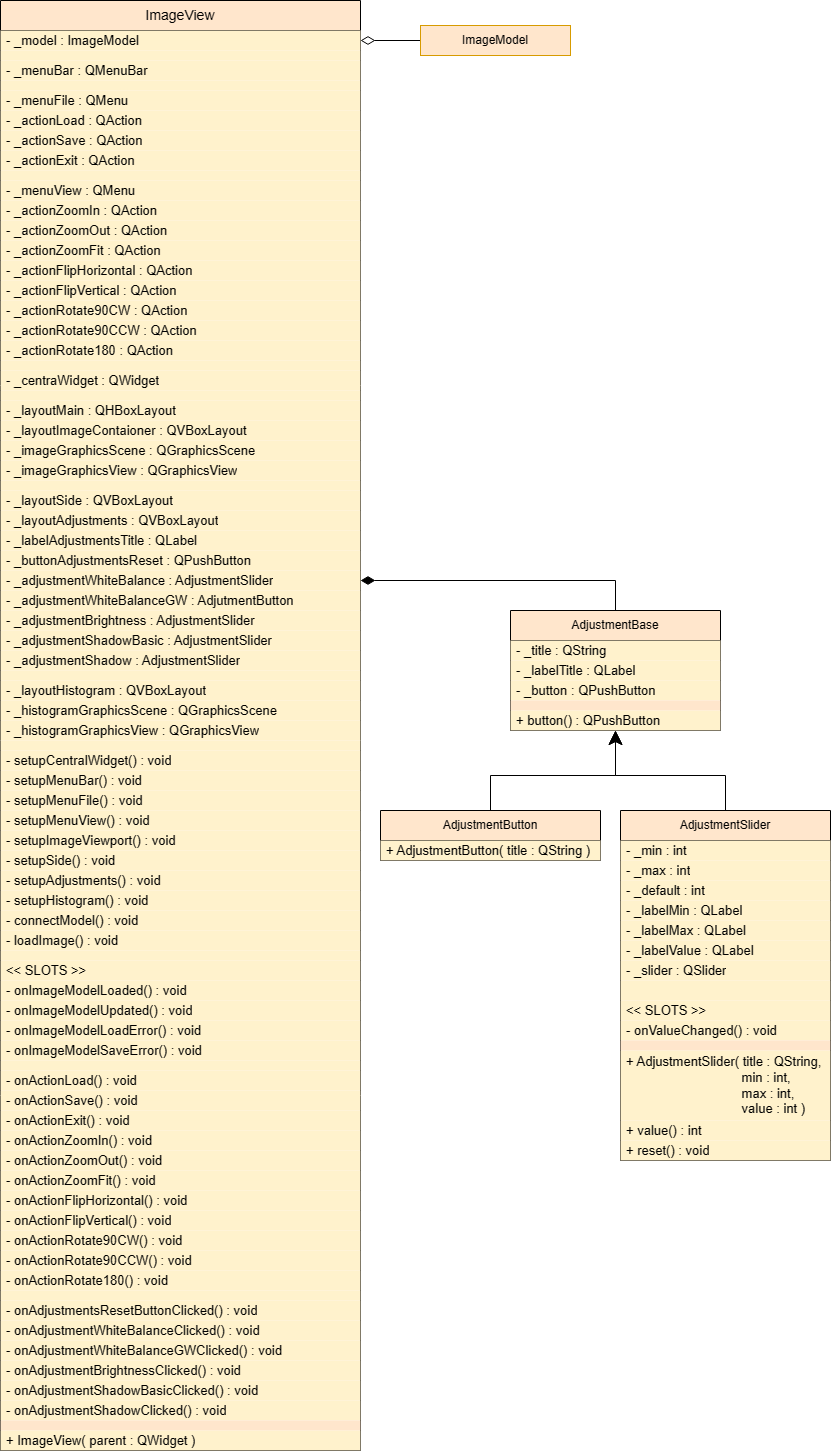 ImageView
- _model : ImageModel
- _menuBar : QMenuBar
- _menuFile : QMenu
- _actionLoad : QAction
- _actionSave : QAction
- _actionExit : QAction
- _menuView : QMenu
- _actionZoomIn : QAction
- _actionZoomOut : QAction
- _actionZoomFit : QAction
- _actionFlipHorizontal : QAction
- _actionFlipVertical : QAction
- _actionRotate90CW : QAction
- _actionRotate90CCW : QAction
- _actionRotate180 : QAction
- _centraWidget : QWidget
- _layoutMain : QHBoxLayout
- _layoutImageContaioner : QVBoxLayout
- _imageGraphicsScene : QGraphicsScene
- _imageGraphicsView : QGraphicsView
- _layoutSide : QVBoxLayout
- _layoutAdjustments : QVBoxLayout
- _labelAdjustmentsTitle : QLabel
- _buttonAdjustmentsReset : QPushButton
- _adjustmentWhiteBalance : AdjustmentSlider
- _adjustmentWhiteBalanceGW : AdjutmentButton
- _adjustmentBrightness : AdjustmentSlider
- _adjustmentShadowBasic : AdjustmentSlider
- _adjustmentShadow : AdjustmentSlider
- _layoutHistogram : QVBoxLayout
- _histogramGraphicsScene : QGraphicsScene
- _histogramGraphicsView : QGraphicsView
- setupCentralWidget() : void
- setupMenuBar() : void
- setupMenuFile() : void
- setupMenuView() : void
- setupImageViewport() : void
- setupSide() : void
- setupAdjustments() : void
- setupHistogram() : void
- connectModel() : void
- loadImage() : void
<< SLOTS >>
- onImageModelLoaded() : void
- onImageModelUpdated() : void
- onImageModelLoadError() : void
- onImageModelSaveError() : void
- onActionLoad() : void
- onActionSave() : void
- onActionExit() : void
- onActionZoomIn() : void
- onActionZoomOut() : void
- onActionZoomFit() : void
- onActionFlipHorizontal() : void
- onActionFlipVertical() : void
- onActionRotate90CW() : void
- onActionRotate90CCW() : void
- onActionRotate180() : void
- onAdjustmentsResetButtonClicked() : void
- onAdjustmentWhiteBalanceClicked() : void
- onAdjustmentWhiteBalanceGWClicked() : void
- onAdjustmentBrightnessClicked() : void
- onAdjustmentShadowBasicClicked() : void
- onAdjustmentShadowClicked() : void
+ ImageView( parent : QWidget )
ImageModel
AdjustmentBase
- _title : QString
- _labelTitle : QLabel
- _button : QPushButton
+ button() : QPushButton
AdjustmentButton
+ AdjustmentButton( title : QString )
AdjustmentSlider
- _min : int
- _max : int
- _default : int
- _labelMin : QLabel
- _labelMax : QLabel
- _labelValue : QLabel
- _slider : QSlider
<< SLOTS >>
- onValueChanged() : void
+ AdjustmentSlider( title : QString,
min : int,
max : int,
value : int )
+ value() : int
+ reset() : void